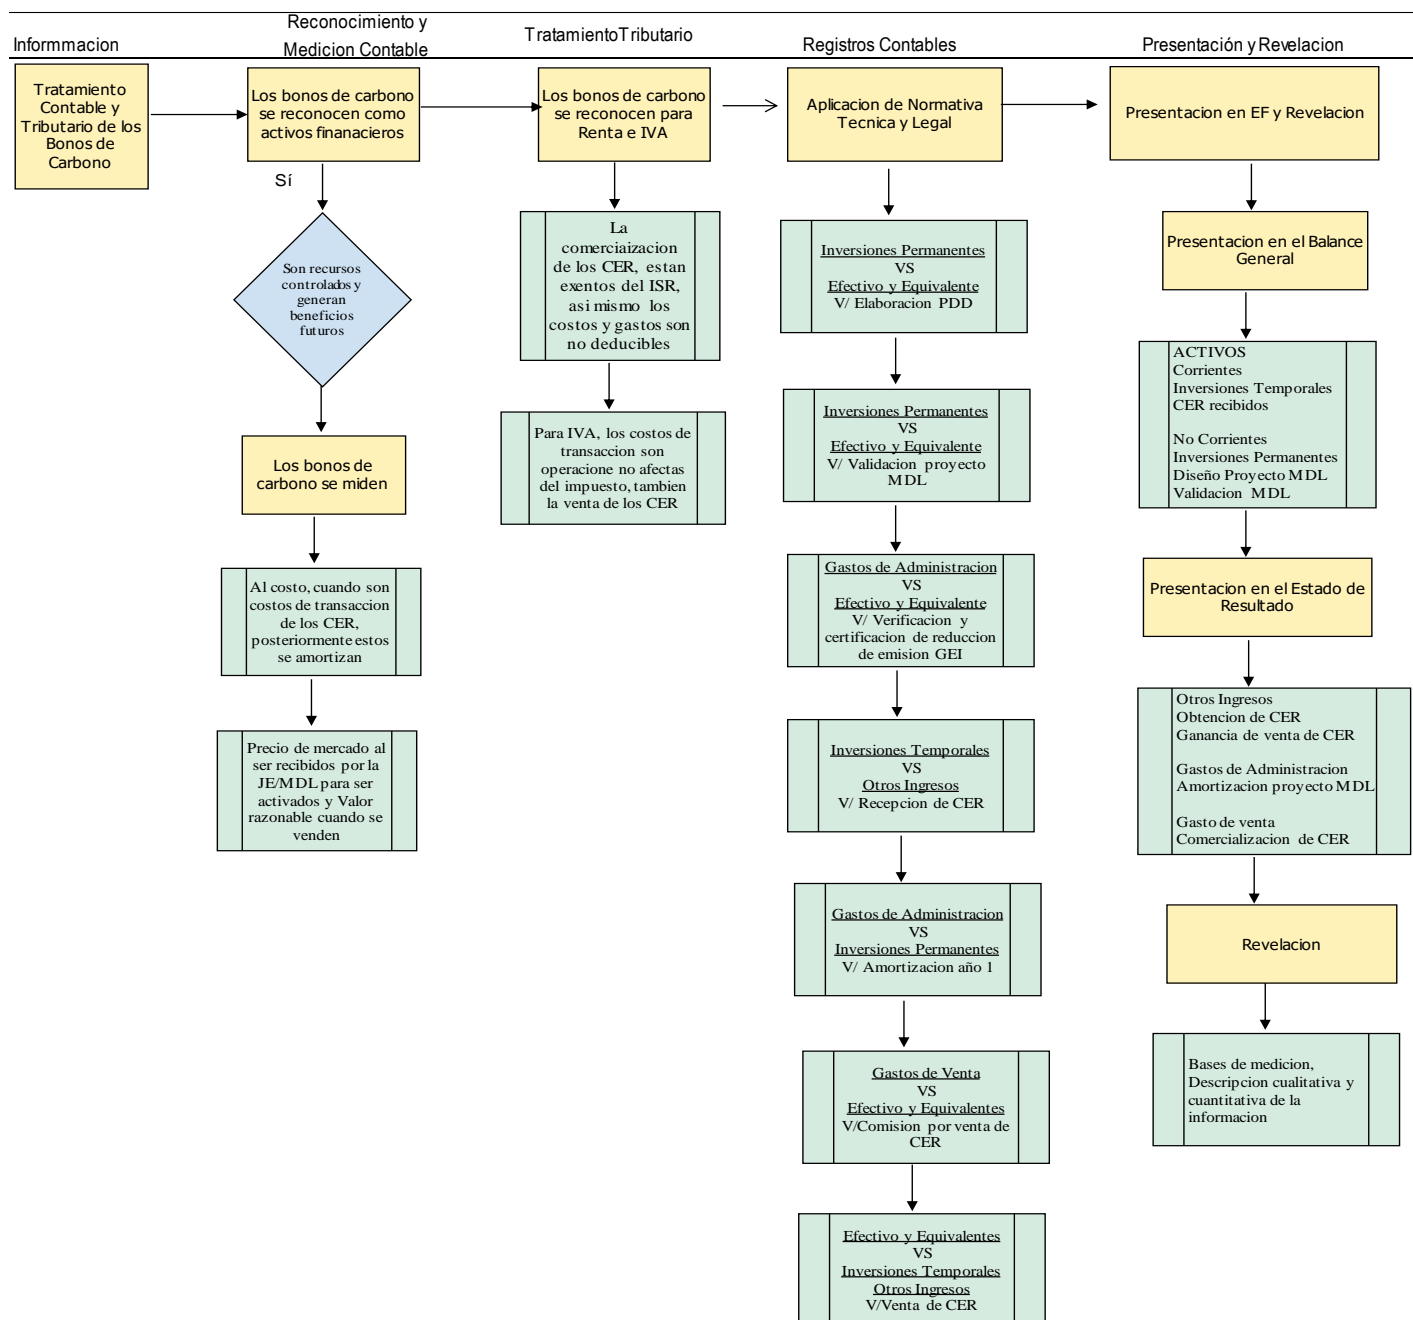 Informmacion
Reconocimiento y
Medicion Contable
TratamientoTributario
Registros Contables
Presentación y Revelacion
Tratamiento
Contable y
Tributario de los
Bonos de
Carbono
Los bonos de carbono
se reconocen como
activos finanacieros
Sí
Son recursos
controlados y
generan
beneficios
futuros
Los bonos de
carbono se miden
Al costo, cuando son
costos de transaccion
de los CER,
posteriormente estos
se amortizan
Precio de mercado al
ser recibidos por la
JE/MDL para ser
activados y Valor
razonable cuando se
venden
Los bonos de carbono
se reconocen para
Renta e IVA
La
comerciaizacion
de los CER, estan
exentos del ISR,
asi mismo los
costos y gastos son
no deducibles
Para IVA, los costos de
transaccion son
operacione no afectas
del impuesto, tambien
la venta de los CER
Aplicacion de Normativa
Tecnica y Legal
Inversiones Permanentes
VS
Efectivo y Equivalente
V/ Elaboracion PDD
Inversiones Permanentes
VS
Efectivo y Equivalente
V/ Validacion proyecto
MDL
Gastos de Administracion
VS
Efectivo y Equivalente
V/ Verificacion y
certificacion de reduccion
de emision GEI
Inversiones Temporales
VS
Otros Ingresos
V/ Recepcion de CER
Gastos de Administracion
VS
Inversiones Permanentes
V/ Amortizacion año 1
Gastos de Venta
VS
Efectivo y Equivalentes
V/Comision por venta de
CER
Efectivo y Equivalentes
VS
Inversiones Temporales
Otros Ingresos
V/Venta de CER
Presentacion en EF y Revelacion
Presentacion en el Balance
General
ACTIVOS
Corrientes
Inversiones Temporales
CER recibidos
No Corrientes
Inversiones Permanentes
Diseño Proyecto MDL
Validacion MDL
Presentacion en el Estado de
Resultado
Otros Ingresos
Obtencion de CER
Ganancia de venta de CER
Gastos de Administracion
Amortizacion proyecto MDL
Gasto de venta
Comercializacion de CER
Revelacion
Bases de medicion,
Descripcion cualitativa y
cuantitativa de la
informacion